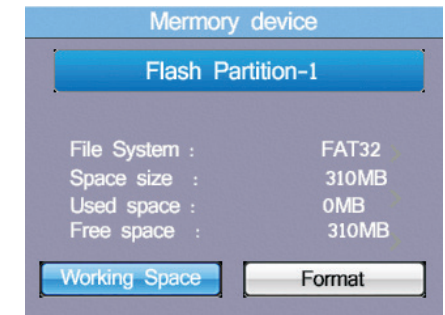 Mermory device
Flash Partition-1
File System : FAT32
Space size : 310MB
Used space : 0MB
Free space : 310MB
Working Space Format